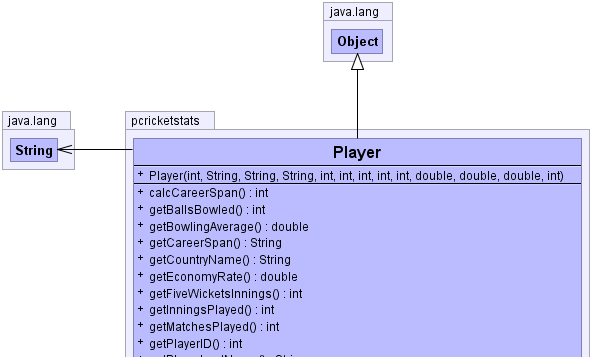 java.lang
Object
java.lang
String
pcricketstats
Player
+ Player(int, String, String, String, int, int, int, int, int, double, double, double, int)
+ calcCareerSpan() : int
+ getBallsBowled() : int
+ getBowlingAverage() : double
+ getCareerSpan() : String
+ getCountryName() : String
+ getEconomyRate() : double
+ getFiveWicketsInnings() : int
+ getInningsPlayed() : int
+ getMatchesPlayed() : int
+ getPlayerID() : int